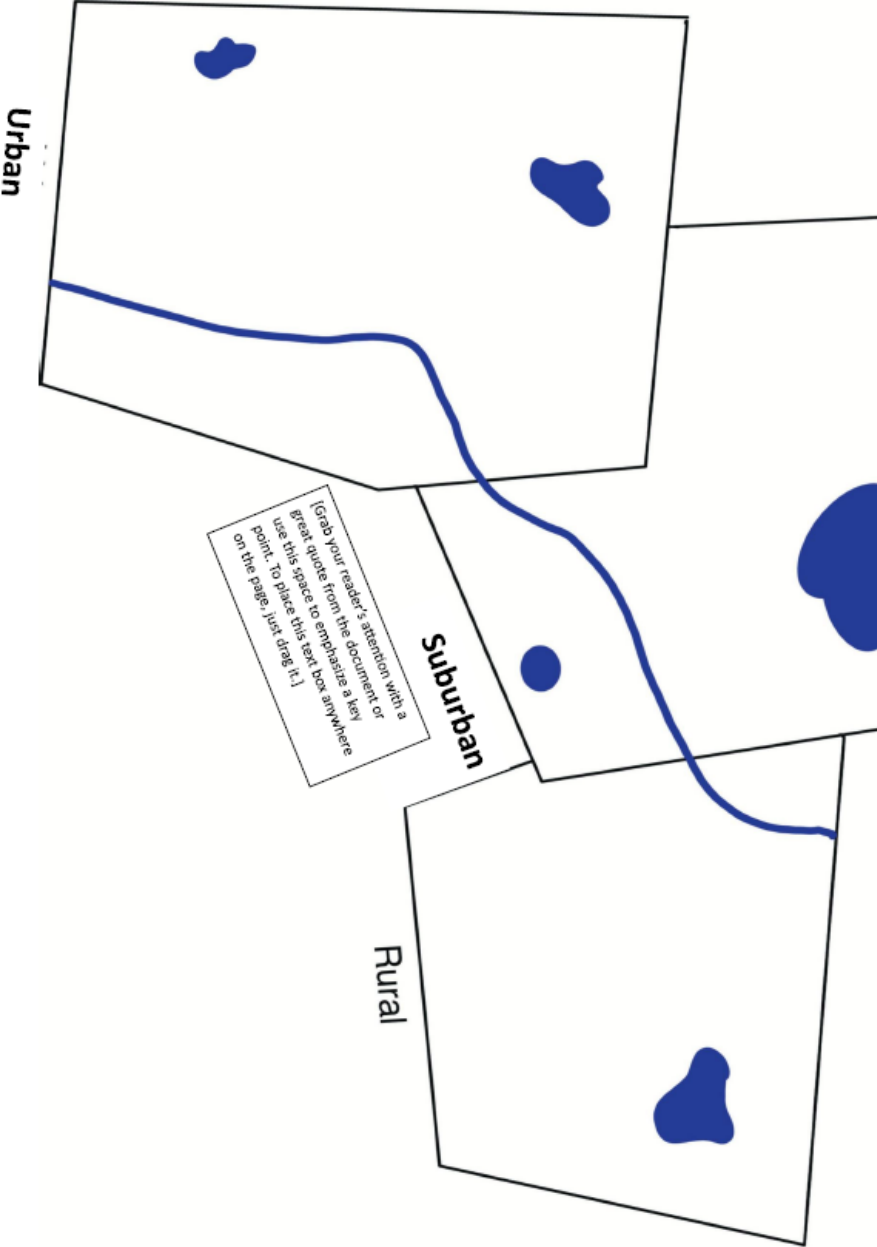 Urban
Suburban
Rural
[Grab your reader's attention with a
great quote from the document or
use this space to emphasize a key
point. To place this text box anywhere
on the page, just drag it.]